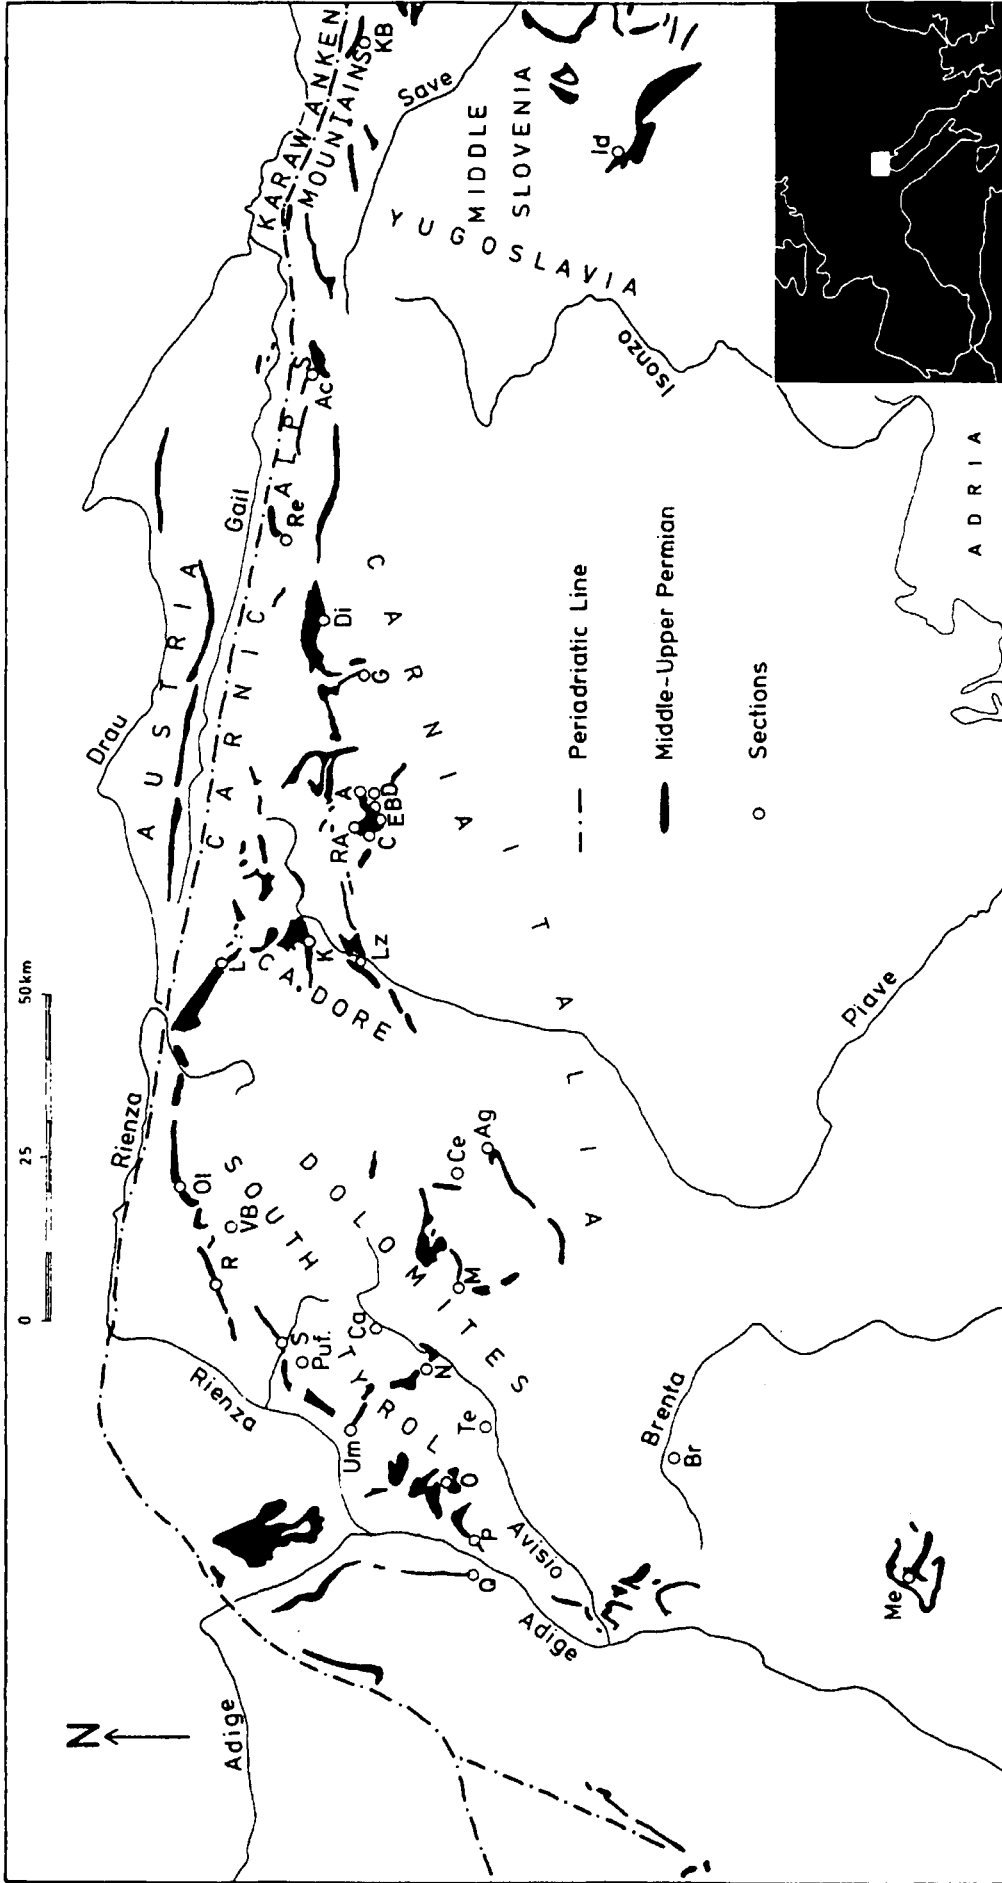 N
0 25 50 km
Adige
Rienza
Rienza
Drau
Gail
AUSTRIA
KARAWANKEN
MOUNTAINS
KB
Save
CARNIC ALPS
MIDDLE
SLOVENIA
Id
YUGOSLAVIA
Isonzo
ADRIA
CARNIA
ITALIA
CADORE
SOUTH TYROL
DOLOMITES
Ol
VB
R
S
Puf.
Um
Ca
N
Te
O
P
Q
Avisio
Adige
M
Ce
Ag
L
K
Lz
RA
A
C
E
B
D
G
Di
Re
Ac
Brenta
Br
Me
Piave
Periadriatic Line
Middle-Upper Permian
Sections